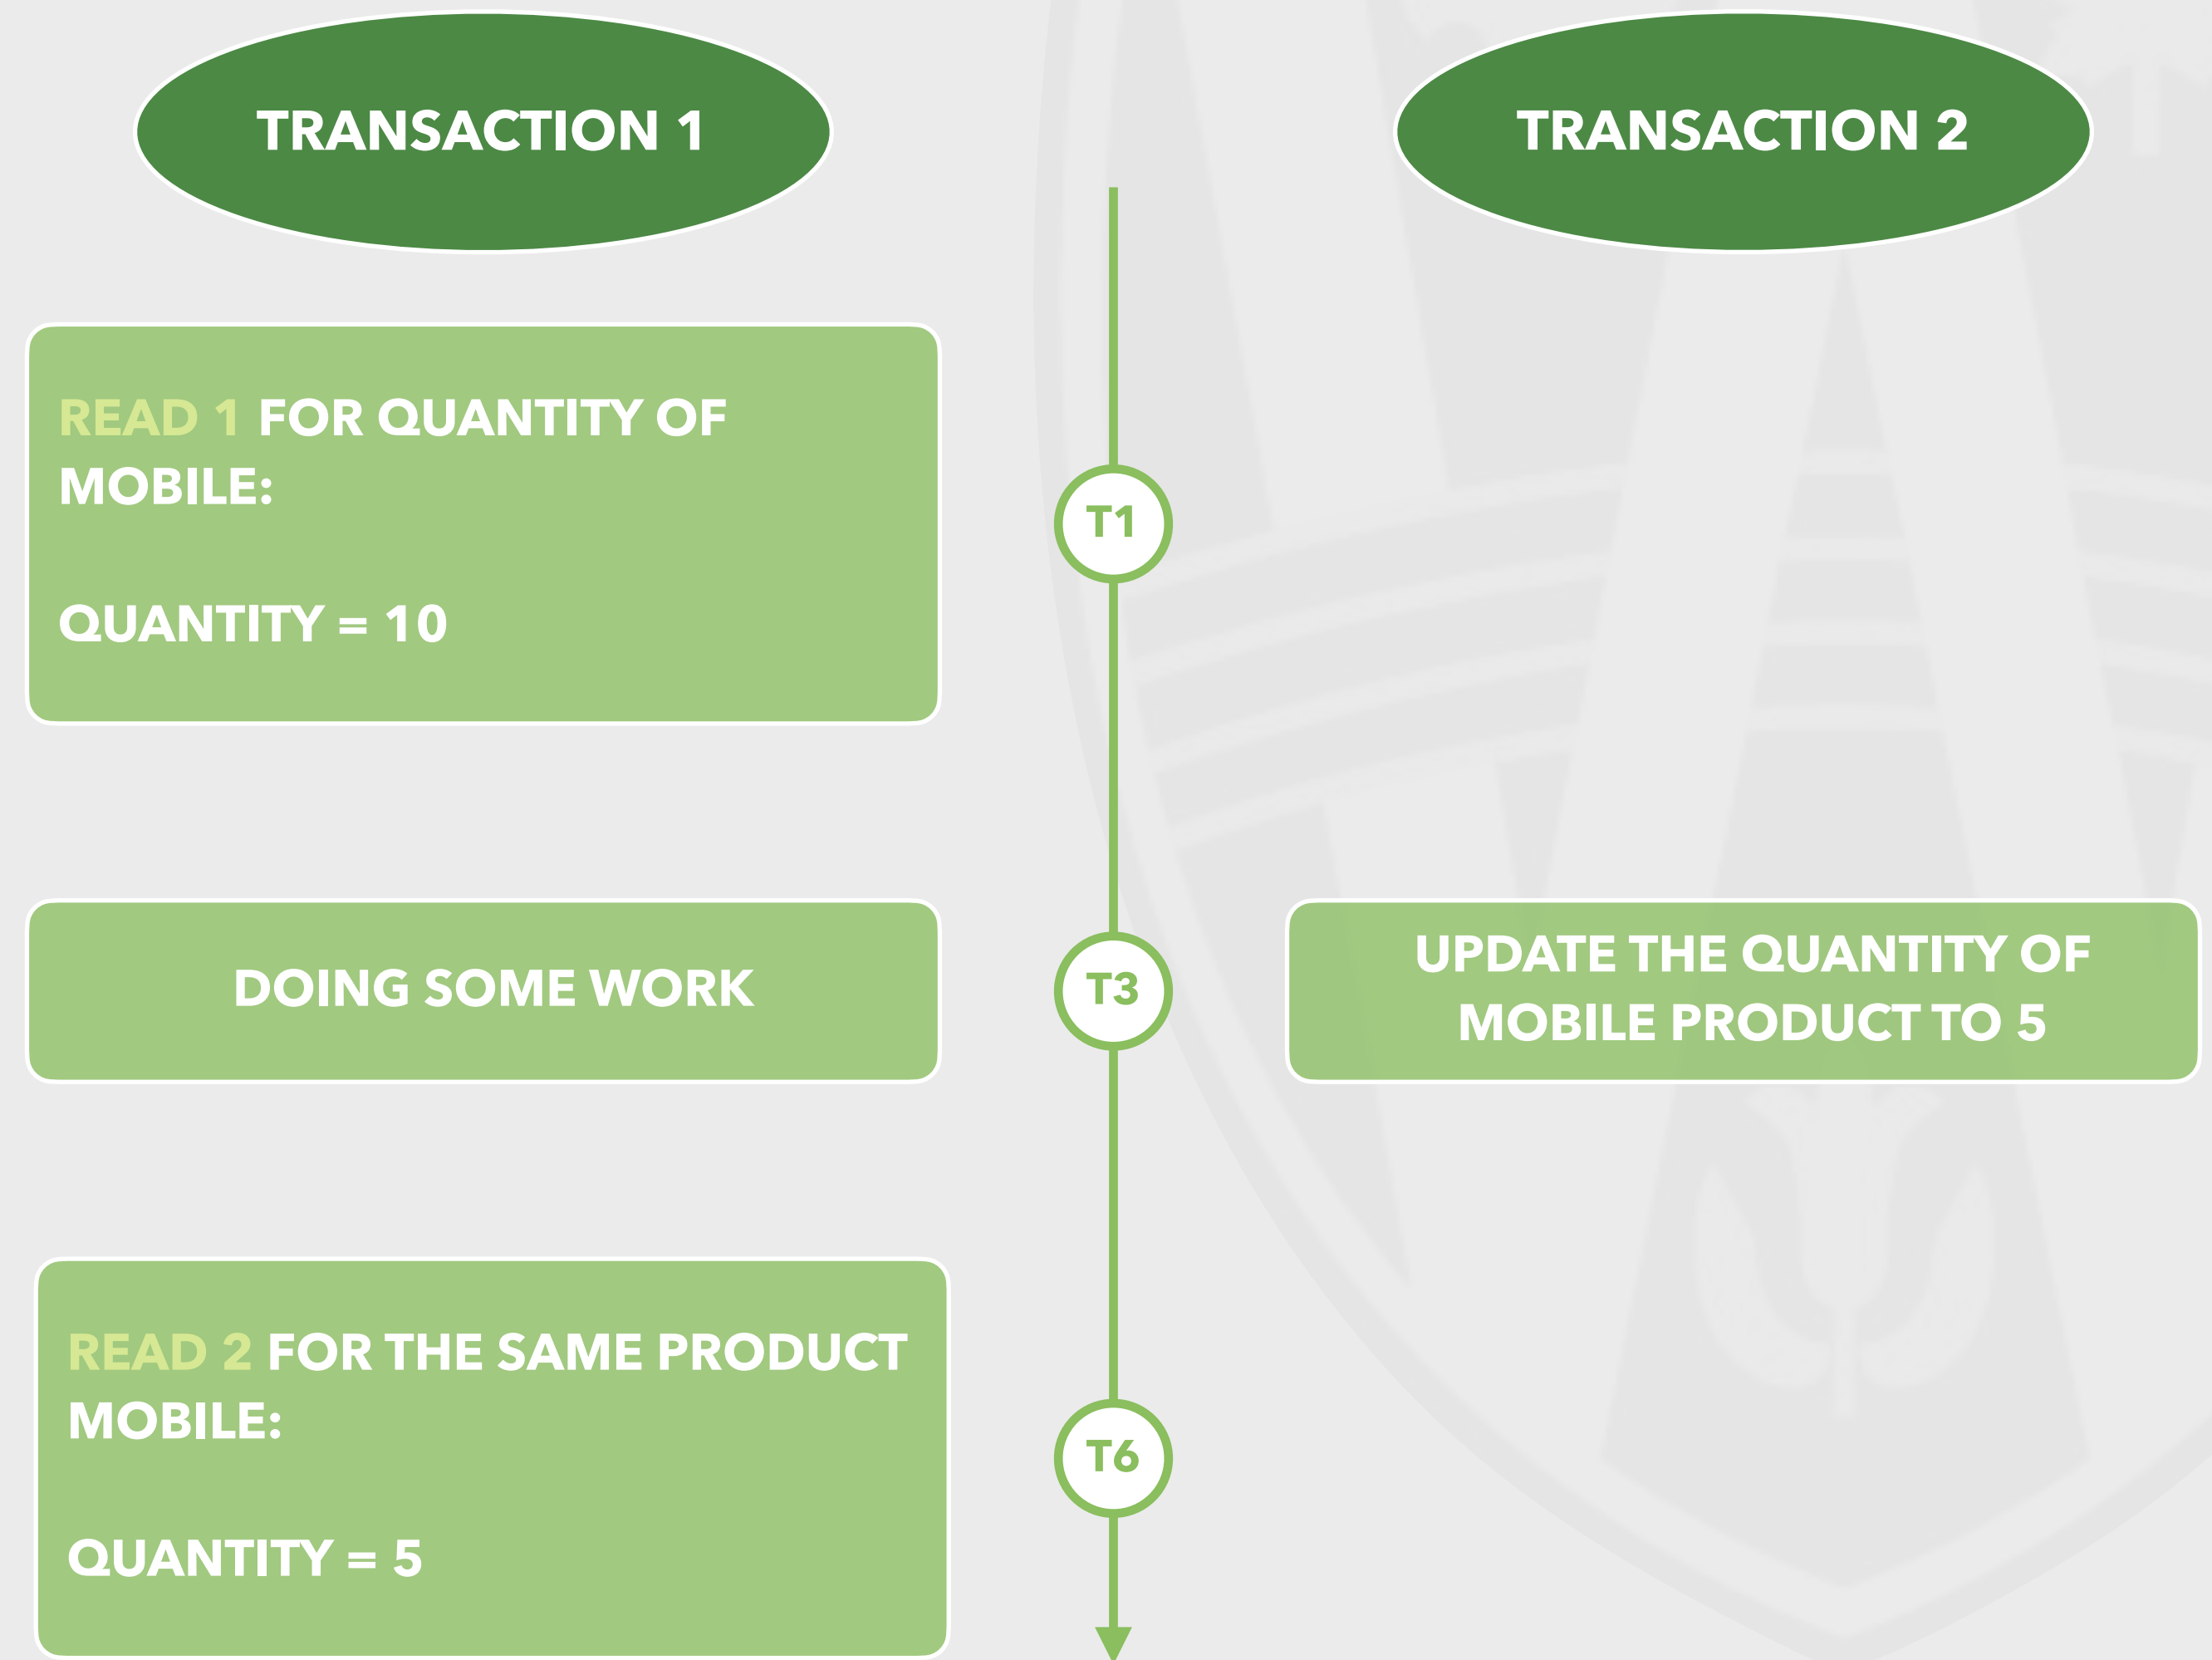 TRANSACTION 1
TRANSACTION 2
READ 1 FOR QUANTITY OF
MOBILE:
QUANTITY = 10
T1
DOING SOME WORK
T3
UPDATE THE QUANTITY OF
MOBILE PRODUCT TO 5
READ 2 FOR THE SAME PRODUCT
MOBILE:
QUANTITY = 5
T6